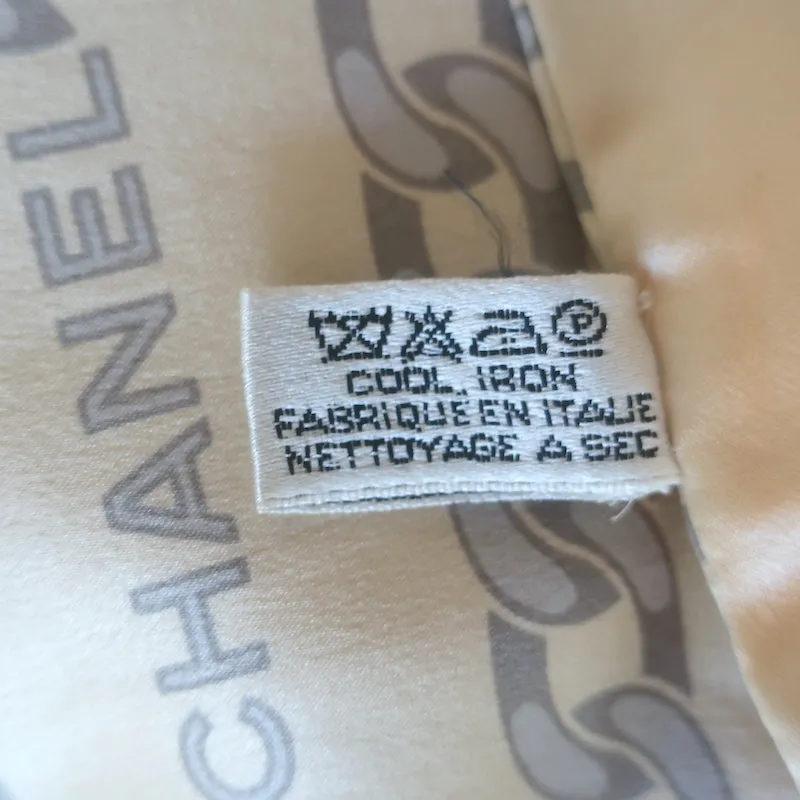 CHANEL
P
COOL IRON
FABRIQUE EN ITALIE
NETTOYAGE A SEC
C